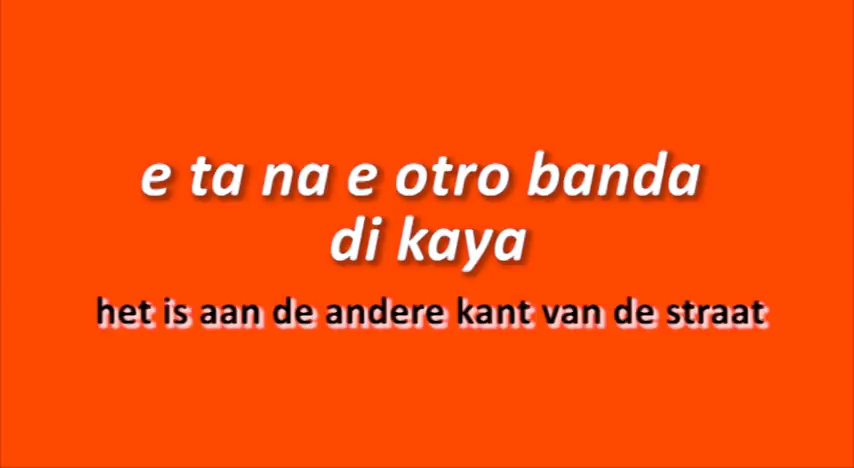 e ta na e otro banda
di kaya
het is aan de andere kant van de straat